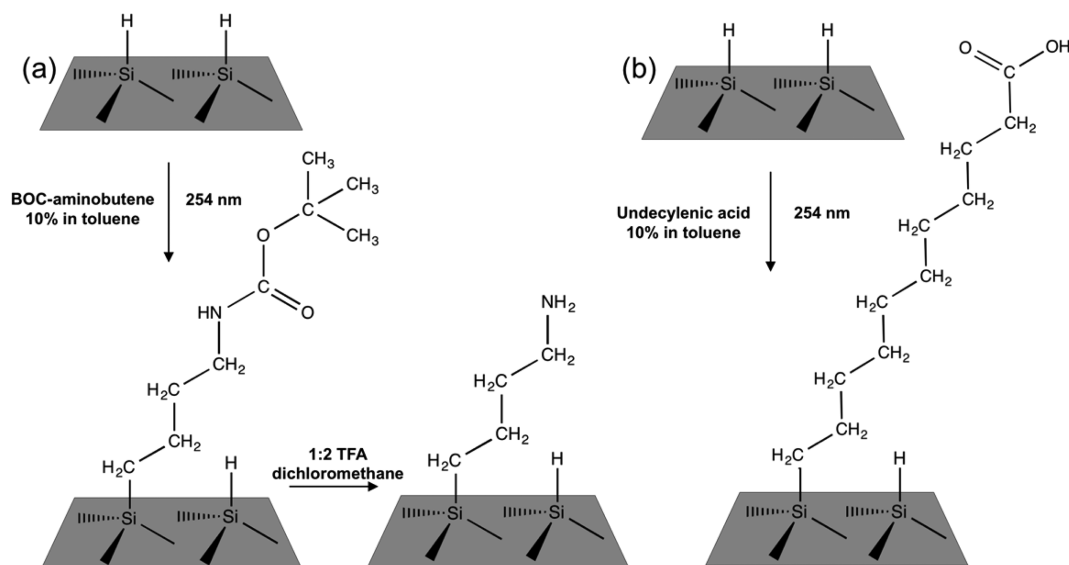 (a)
H H
Si Si
BOC-aminobutene
10% in toluene
254 nm
CH₃
CH₃
C
CH₃
O
C
HN
O
CH₂
H₂C
CH₂
H₂C
H
Si Si
1:2 TFA
dichloromethane
NH₂
CH₂
H₂C
CH₂
H₂C
H
Si Si
(b)
H H
Si Si
Undecylenic acid
10% in toluene
254 nm
O OH
C
CH₂
H₂C
CH₂
H₂C
CH₂
H₂C
CH₂
H₂C
CH₂
H₂C
H
Si Si